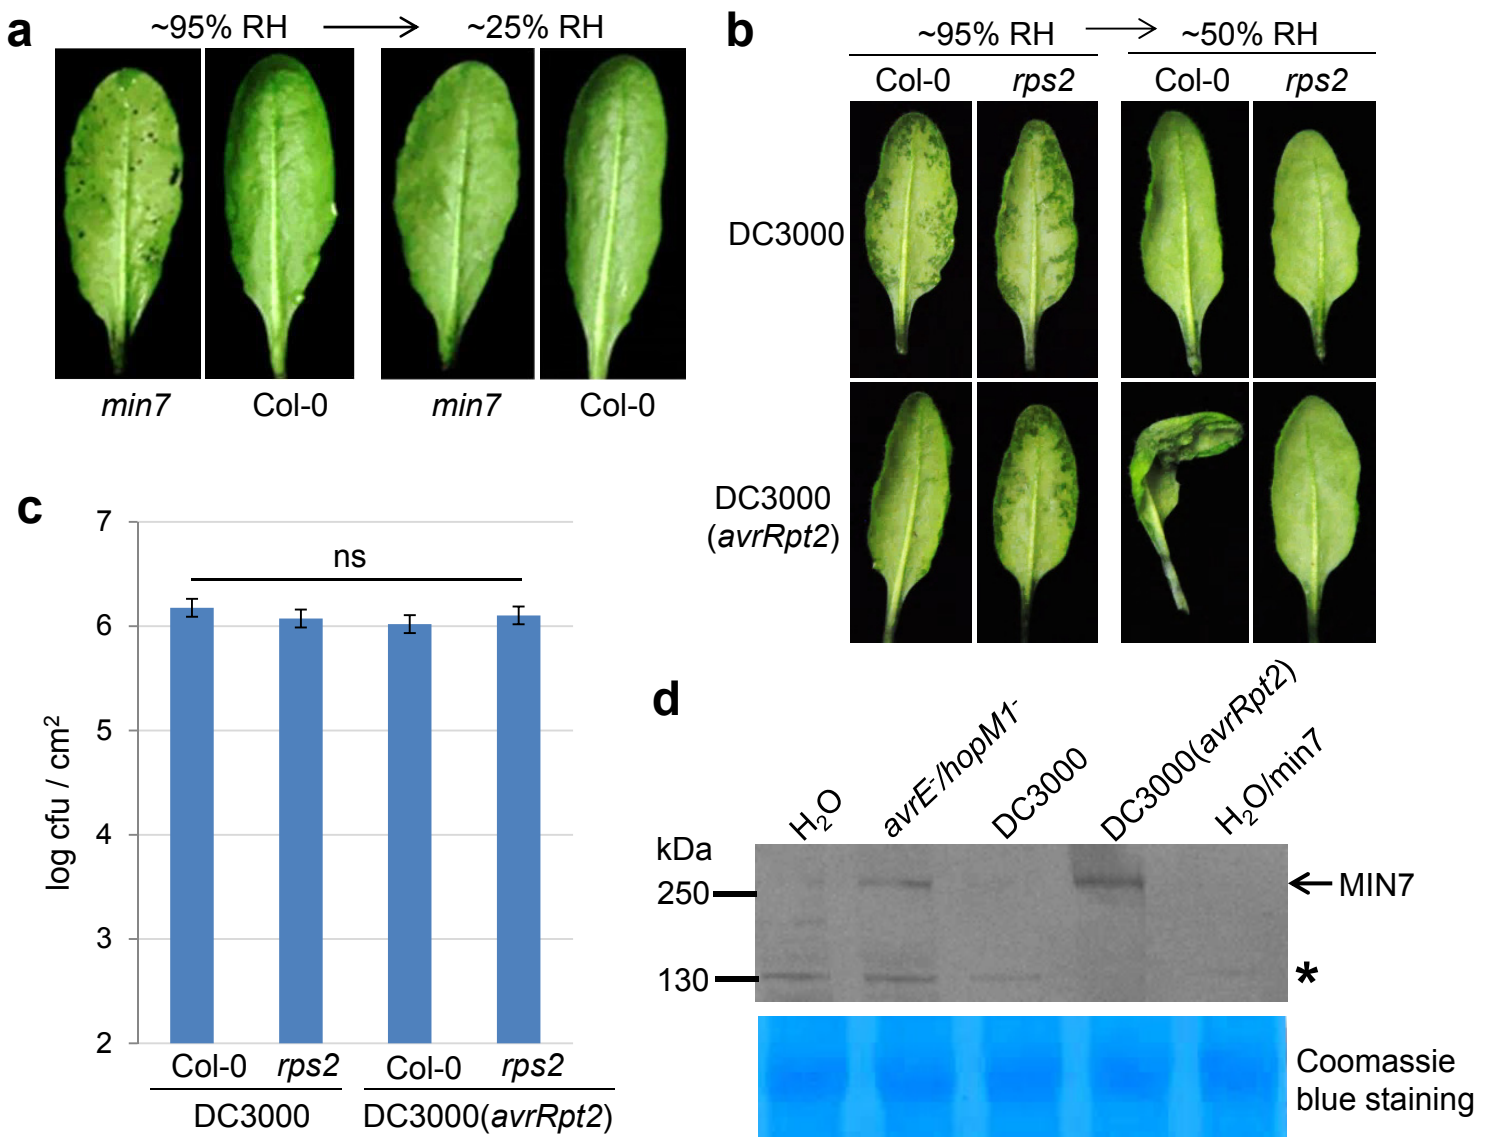 a
~95% RH → ~25% RH
min7 Col-0 min7 Col-0
b
~95% RH → ~50% RH
Col-0 rps2 Col-0 rps2
DC3000
DC3000
(avrRpt2)
c
7
ns
6
5
4
3
2
log cfu / cm²
Col-0 rps2 Col-0 rps2
DC3000 DC3000(avrRpt2)
d
H₂O avrE⁻/hopM1⁻ DC3000 DC3000(avrRpt2) H₂O/min7
kDa
250 ← MIN7
130 *
Coomassie
blue staining